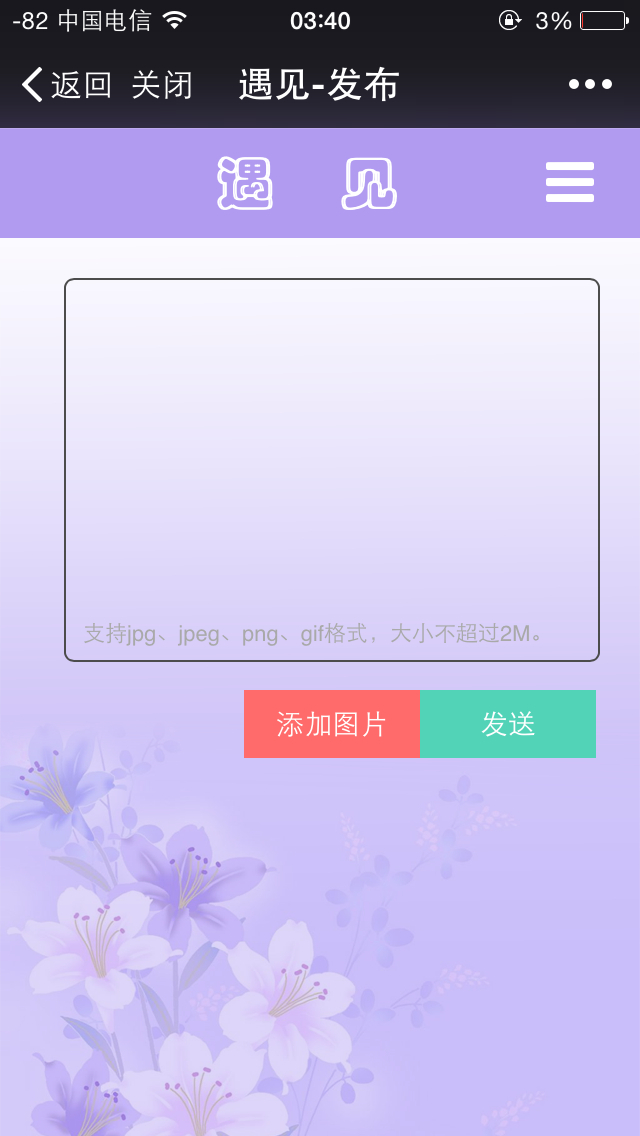 -82 中国电信 03:40 3%
返回 关闭 遇见-发布
遇 见
支持jpg、jpeg、png、gif格式，大小不超过2M。
添加图片 发送